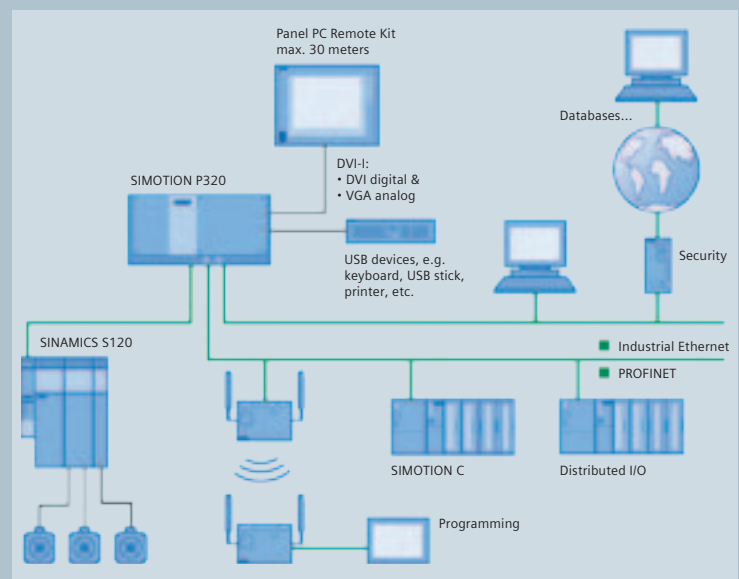 Panel PC Remote Kit
max. 30 meters
Databases...
DVI-I:
• DVI digital &
• VGA analog
SIMOTION P320
USB devices, e.g.
keyboard, USB stick,
printer, etc.
Security
SINAMICS S120
Industrial Ethernet
PROFINET
SIMOTION C
Distributed I/O
Programming